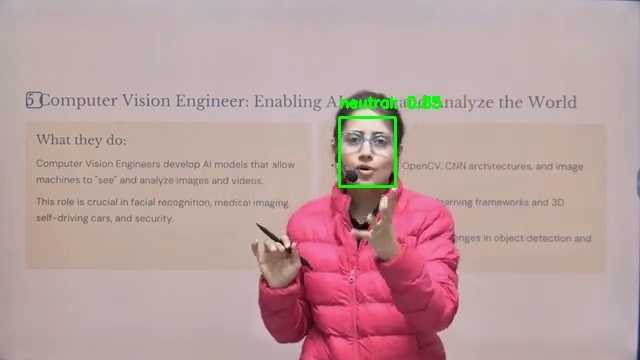 5 Computer Vision Engineer: Enabling AI Analyze the World
neutral: 0.85
What they do:
Computer Vision Engineers develop AI models that allow
machines to "see" and analyze images and videos.
This role is crucial in facial recognition, medical imaging,
self-driving cars, and security.
OpenCV, CNN architectures, and image
learning frameworks and 3D
in object detection and